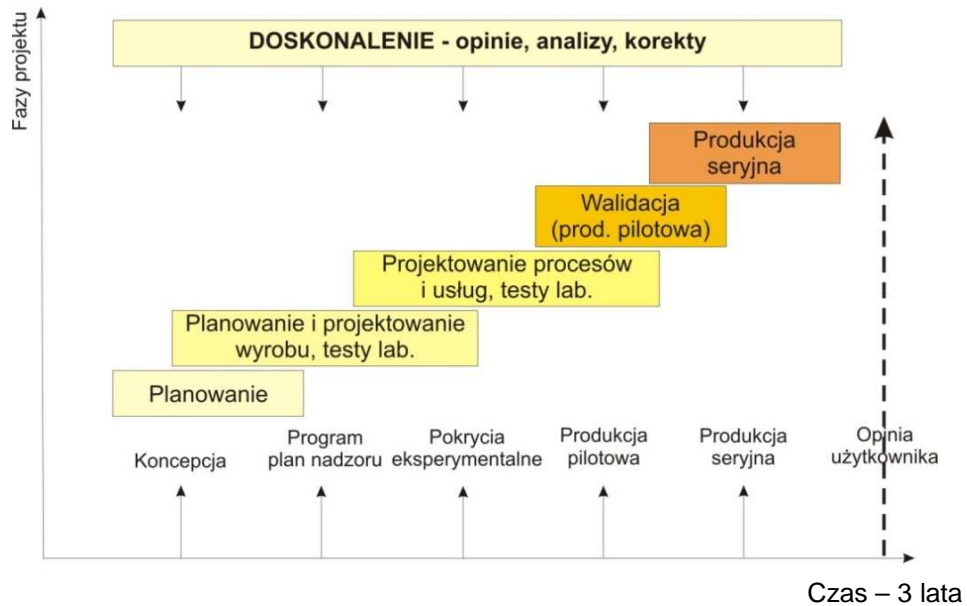 Fazy projektu
DOSKONALENIE - opinie, analizy, korekty
Produkcja
seryjna
Walidacja
(prod. pilotowa)
Projektowanie procesów
i usług, testy lab.
Planowanie i projektowanie
wyrobu, testy lab.
Planowanie
Koncepcja
Program
plan nadzoru
Pokrycia
eksperymentalne
Produkcja
pilotowa
Produkcja
seryjna
Opinia
użytkownika
Czas – 3 lata